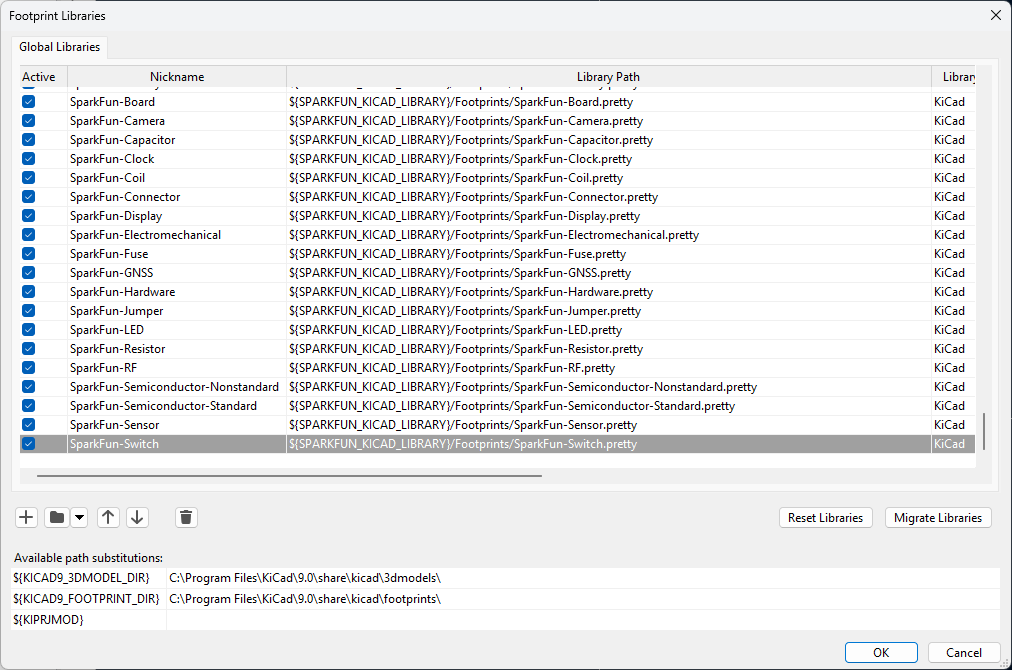 Footprint Libraries
Global Libraries
Active Nickname Library Path Library
SparkFun-Board ${SPARKFUN_KICAD_LIBRARY}/Footprints/SparkFun-Board.pretty KiCad
SparkFun-Camera ${SPARKFUN_KICAD_LIBRARY}/Footprints/SparkFun-Camera.pretty KiCad
SparkFun-Capacitor ${SPARKFUN_KICAD_LIBRARY}/Footprints/SparkFun-Capacitor.pretty KiCad
SparkFun-Clock ${SPARKFUN_KICAD_LIBRARY}/Footprints/SparkFun-Clock.pretty KiCad
SparkFun-Coil ${SPARKFUN_KICAD_LIBRARY}/Footprints/SparkFun-Coil.pretty KiCad
SparkFun-Connector ${SPARKFUN_KICAD_LIBRARY}/Footprints/SparkFun-Connector.pretty KiCad
SparkFun-Display ${SPARKFUN_KICAD_LIBRARY}/Footprints/SparkFun-Display.pretty KiCad
SparkFun-Electromechanical ${SPARKFUN_KICAD_LIBRARY}/Footprints/SparkFun-Electromechanical.pretty KiCad
SparkFun-Fuse ${SPARKFUN_KICAD_LIBRARY}/Footprints/SparkFun-Fuse.pretty KiCad
SparkFun-GNSS ${SPARKFUN_KICAD_LIBRARY}/Footprints/SparkFun-GNSS.pretty KiCad
SparkFun-Hardware ${SPARKFUN_KICAD_LIBRARY}/Footprints/SparkFun-Hardware.pretty KiCad
SparkFun-Jumper ${SPARKFUN_KICAD_LIBRARY}/Footprints/SparkFun-Jumper.pretty KiCad
SparkFun-LED ${SPARKFUN_KICAD_LIBRARY}/Footprints/SparkFun-LED.pretty KiCad
SparkFun-Resistor ${SPARKFUN_KICAD_LIBRARY}/Footprints/SparkFun-Resistor.pretty KiCad
SparkFun-RF ${SPARKFUN_KICAD_LIBRARY}/Footprints/SparkFun-RF.pretty KiCad
SparkFun-Semiconductor-Nonstandard ${SPARKFUN_KICAD_LIBRARY}/Footprints/SparkFun-Semiconductor-Nonstandard.pretty KiCad
SparkFun-Semiconductor-Standard ${SPARKFUN_KICAD_LIBRARY}/Footprints/SparkFun-Semiconductor-Standard.pretty KiCad
SparkFun-Sensor ${SPARKFUN_KICAD_LIBRARY}/Footprints/SparkFun-Sensor.pretty KiCad
SparkFun-Switch ${SPARKFUN_KICAD_LIBRARY}/Footprints/SparkFun-Switch.pretty KiCad
Reset Libraries Migrate Libraries
Available path substitutions:
${KICAD9_3DMODEL_DIR} C:\Program Files\KiCad\9.0\share\kicad\3dmodels\
${KICAD9_FOOTPRINT_DIR} C:\Program Files\KiCad\9.0\share\kicad\footprints\
${KIPRJMOD}
OK Cancel